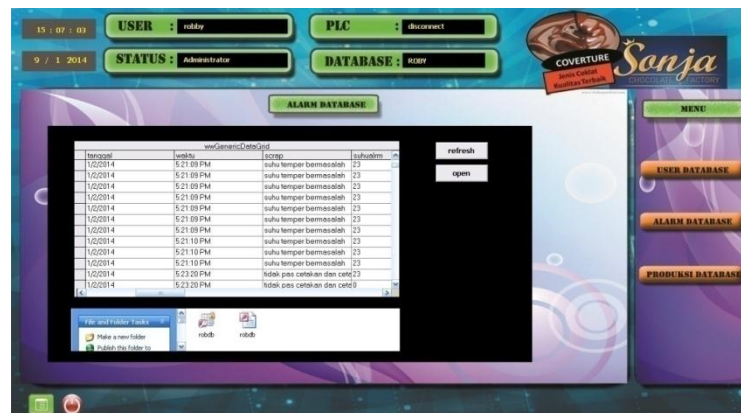 15 : 07 : 03
USER : robby
PLC : disconnect
9 / 1 2014
STATUS : Administrator
DATABASE : ROBY
COVERTURE
Jenis Coklat
Kualitas Terbaik
Šonja
CHOCOLATE FACTORY
ALARM DATABASE
MENU
wwGenericDataGrid
tanggal waktu scrap suhualrm
1/2/2014 5:21:09 PM suhu temper bermasalah 23
1/2/2014 5:21:09 PM suhu temper bermasalah 23
1/2/2014 5:21:09 PM suhu temper bermasalah 23
1/2/2014 5:21:09 PM suhu temper bermasalah 23
1/2/2014 5:21:09 PM suhu temper bermasalah 23
1/2/2014 5:21:09 PM suhu temper bermasalah 23
1/2/2014 5:21:10 PM suhu temper bermasalah 23
1/2/2014 5:21:10 PM suhu temper bermasalah 23
1/2/2014 5:21:10 PM suhu temper bermasalah 23
1/2/2014 5:23:20 PM tidak pas cetakan dan ceta 23
1/2/2014 5:23:20 PM tidak pas cetakan dan ceta 0
refresh
open
USER DATABASE
ALARM DATABASE
PRODUKSI DATABASE
File and Folder Tasks
Make a new folder
Publish this folder to
robdb
robdb